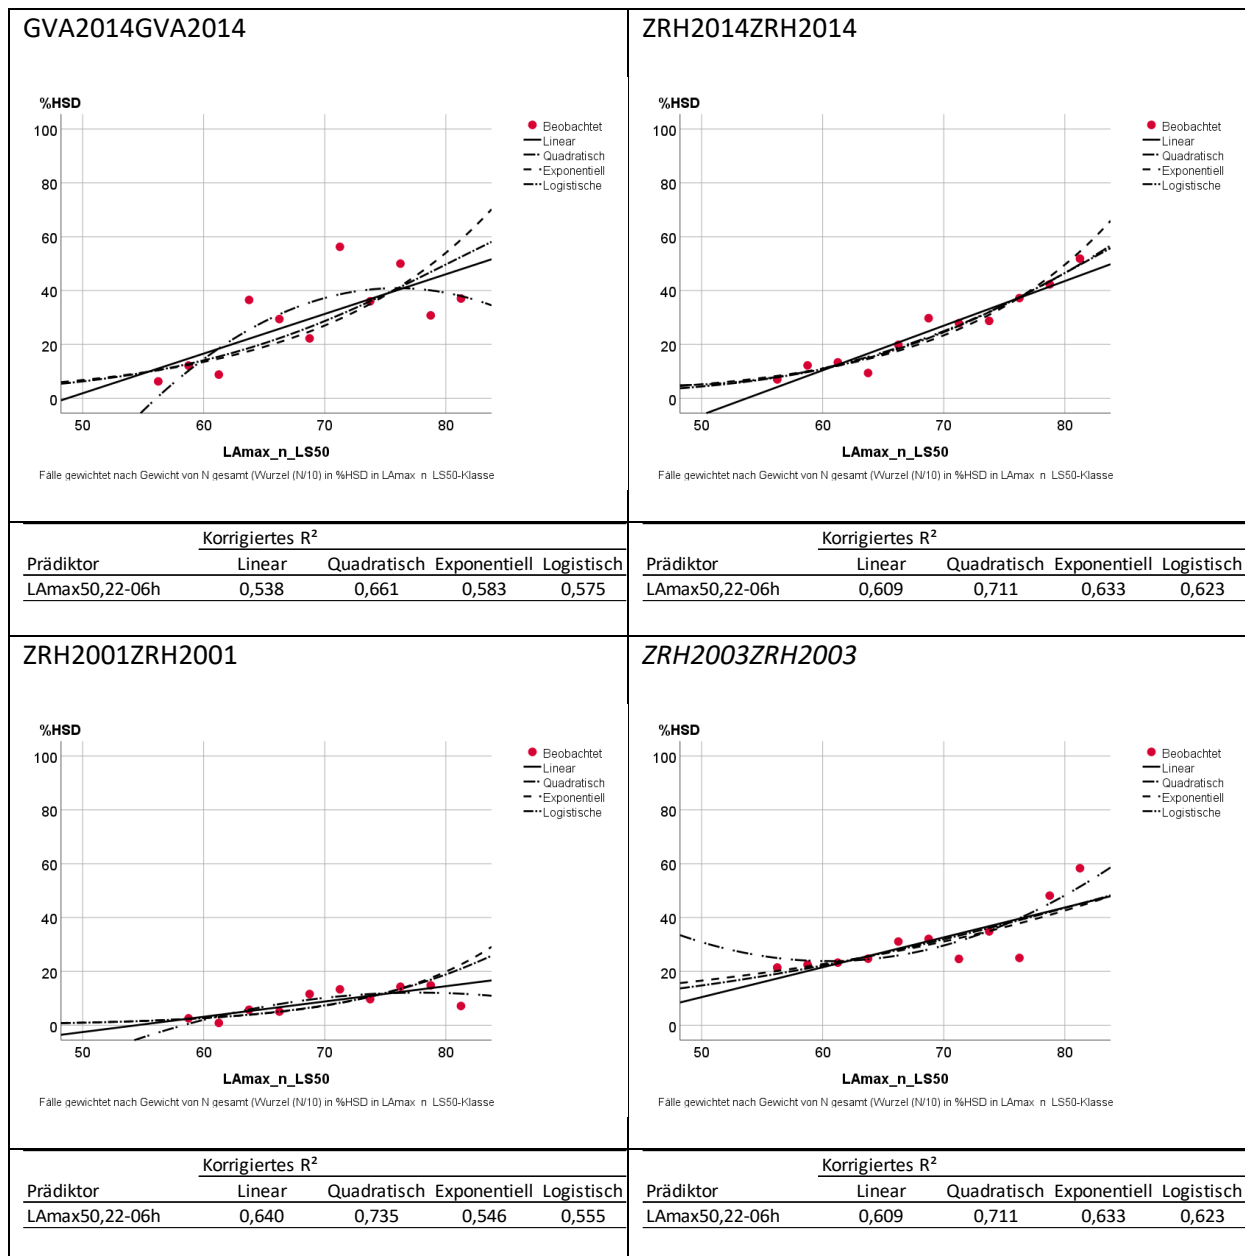 GVA2014GVA2014
%HSD
100
80
60
40
20
0
50 60 70 80
LAmax_n_LS50
Beobachtet
Linear
Quadratisch
Exponentiell
Logistische
Fälle gewichtet nach Gewicht von N gesamt (Wurzel (N/10) in %HSD in LAmax_n_LS50-Klasse
Korrigiertes R²
Prädiktor Linear Quadratisch Exponentiell Logistisch
LAmax50,22-06h 0,538 0,661 0,583 0,575
ZRH2014ZRH2014
%HSD
100
80
60
40
20
0
50 60 70 80
LAmax_n_LS50
Beobachtet
Linear
Quadratisch
Exponentiell
Logistische
Fälle gewichtet nach Gewicht von N gesamt (Wurzel (N/10) in %HSD in LAmax_n_LS50-Klasse
Korrigiertes R²
Prädiktor Linear Quadratisch Exponentiell Logistisch
LAmax50,22-06h 0,609 0,711 0,633 0,623
ZRH2001ZRH2001
%HSD
100
80
60
40
20
0
50 60 70 80
LAmax_n_LS50
Beobachtet
Linear
Quadratisch
Exponentiell
Logistische
Fälle gewichtet nach Gewicht von N gesamt (Wurzel (N/10) in %HSD in LAmax_n_LS50-Klasse
Korrigiertes R²
Prädiktor Linear Quadratisch Exponentiell Logistisch
LAmax50,22-06h 0,640 0,735 0,546 0,555
ZRH2003ZRH2003
%HSD
100
80
60
40
20
0
50 60 70 80
LAmax_n_LS50
Beobachtet
Linear
Quadratisch
Exponentiell
Logistische
Fälle gewichtet nach Gewicht von N gesamt (Wurzel (N/10) in %HSD in LAmax_n_LS50-Klasse
Korrigiertes R²
Prädiktor Linear Quadratisch Exponentiell Logistisch
LAmax50,22-06h 0,609 0,711 0,633 0,623